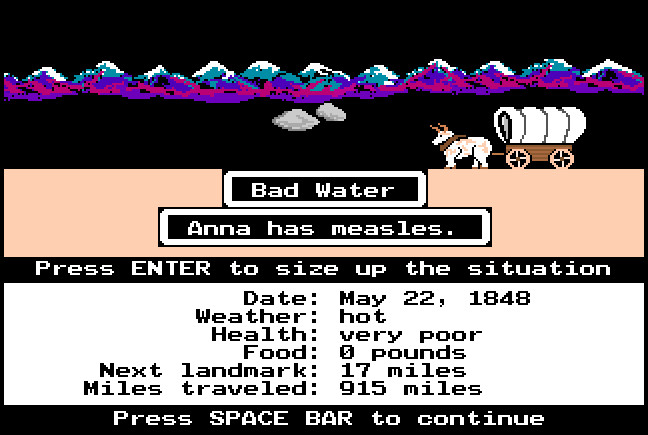 Bad Water
Anna has measles.
Press ENTER to size up the situation
Date: May 22, 1848
Weather: hot
Health: very poor
Food: 0 pounds
Next landmark: 17 miles
Miles traveled: 915 miles
Press SPACE BAR to continue